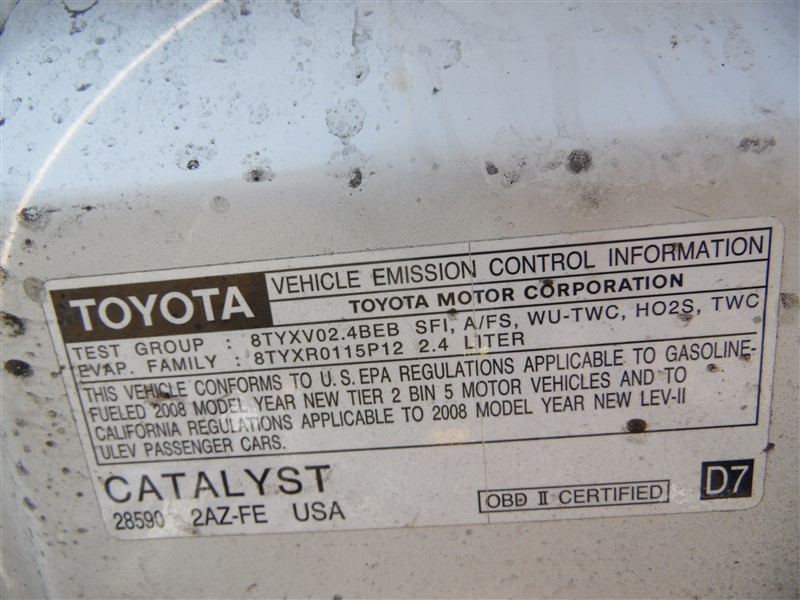 TOYOTA
VEHICLE EMISSION CONTROL INFORMATION
TOYOTA MOTOR CORPORATION
TEST GROUP : 8TYXV02.4BEB SFI, A/FS, WU-TWC, HO2S, TWC
EVAP. FAMILY : 8TYXR0115P12 2.4 LITER
THIS VEHICLE CONFORMS TO U.S.EPA REGULATIONS APPLICABLE TO GASOLINE-
FUELED 2008 MODEL YEAR NEW TIER 2 BIN 5 MOTOR VEHICLES AND TO
CALIFORNIA REGULATIONS APPLICABLE TO 2008 MODEL YEAR NEW LEV-II
ULEV PASSENGER CARS.
CATALYST
28590 2AZ-FE USA
OBD II CERTIFIED
D7